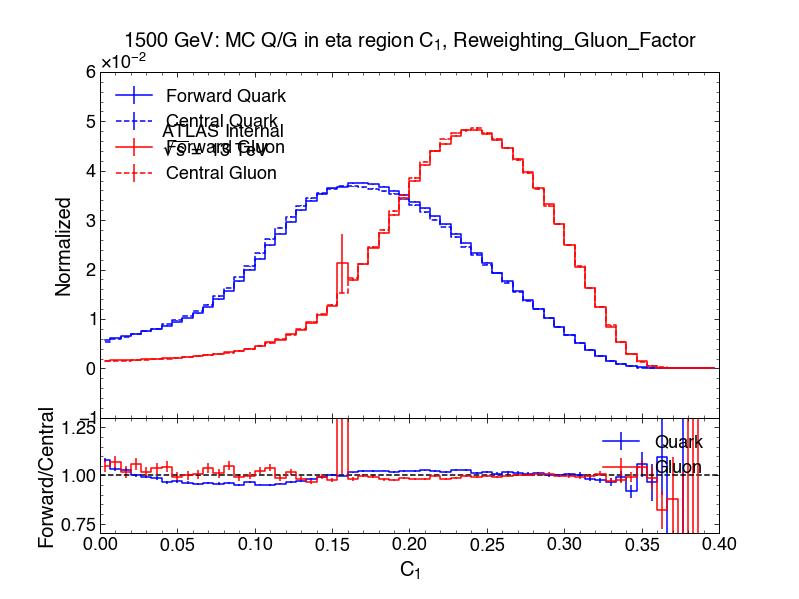 1500 GeV: MC Q/G in eta region C₁, Reweighting_Gluon_Factor
×10⁻²
6
5
4
3
2
1
0
−1
Normalized
Forward Quark
Central Quark
ATLAS Internal
Forward Gluon
√s = 13 TeV
Central Gluon
Forward/Central
1.25
1.00
0.75
Quark
Gluon
0.00 0.05 0.10 0.15 0.20 0.25 0.30 0.35 0.40
C₁